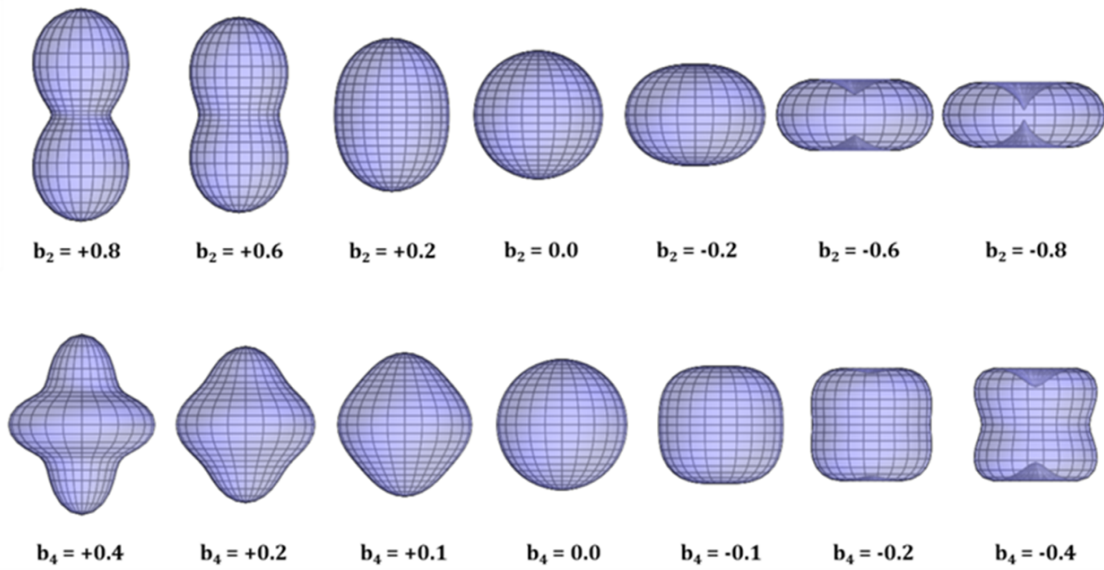 b₂ = +0.8 b₂ = +0.6 b₂ = +0.2 b₂ = 0.0 b₂ = -0.2 b₂ = -0.6 b₂ = -0.8
b₄ = +0.4 b₄ = +0.2 b₄ = +0.1 b₄ = 0.0 b₄ = -0.1 b₄ = -0.2 b₄ = -0.4